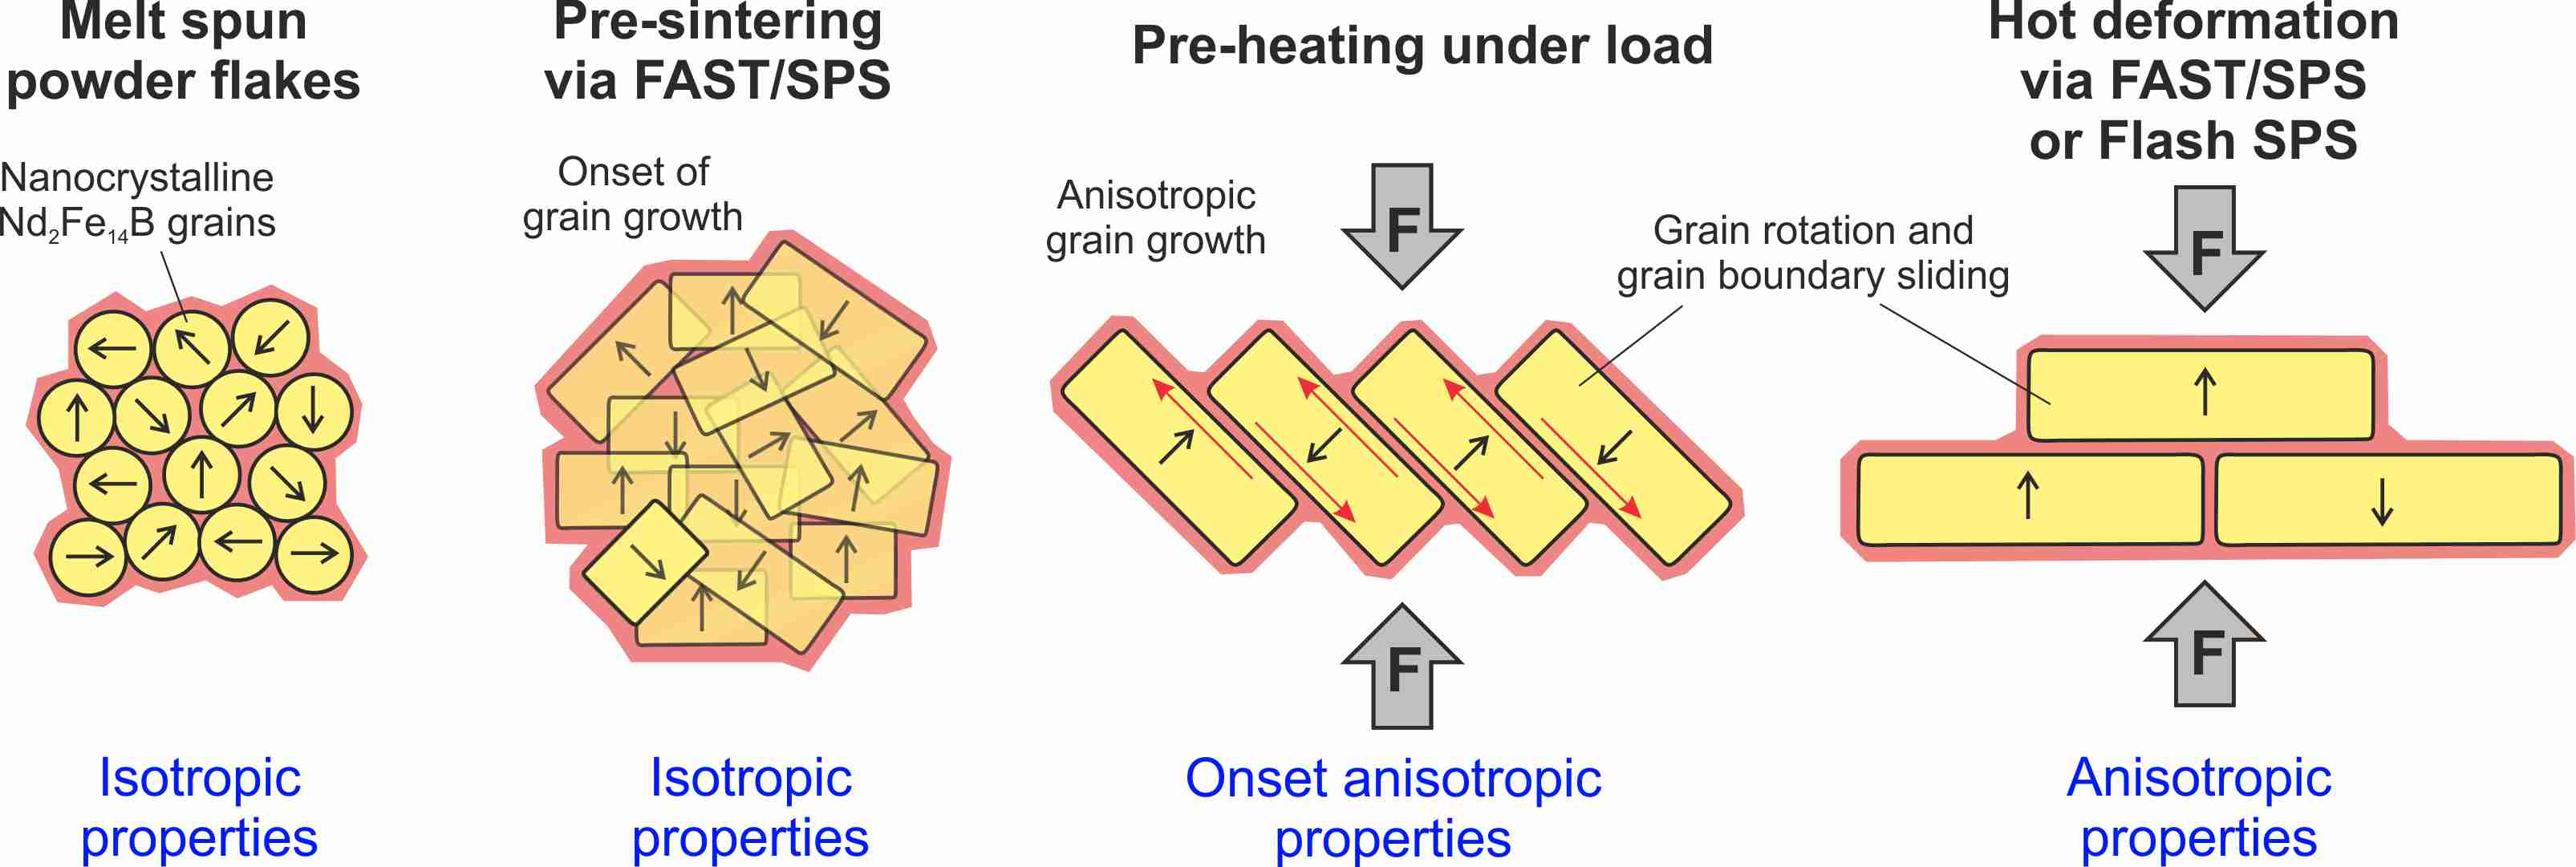 Melt spun
powder flakes
Nanocrystalline
Nd₂Fe₁₄B grains
Isotropic
properties
Pre-sintering
via FAST/SPS
Onset of
grain growth
Isotropic
properties
Pre-heating under load
Anisotropic
grain growth
F
F
Onset anisotropic
properties
Grain rotation and
grain boundary sliding
Hot deformation
via FAST/SPS
or Flash SPS
F
F
Anisotropic
properties